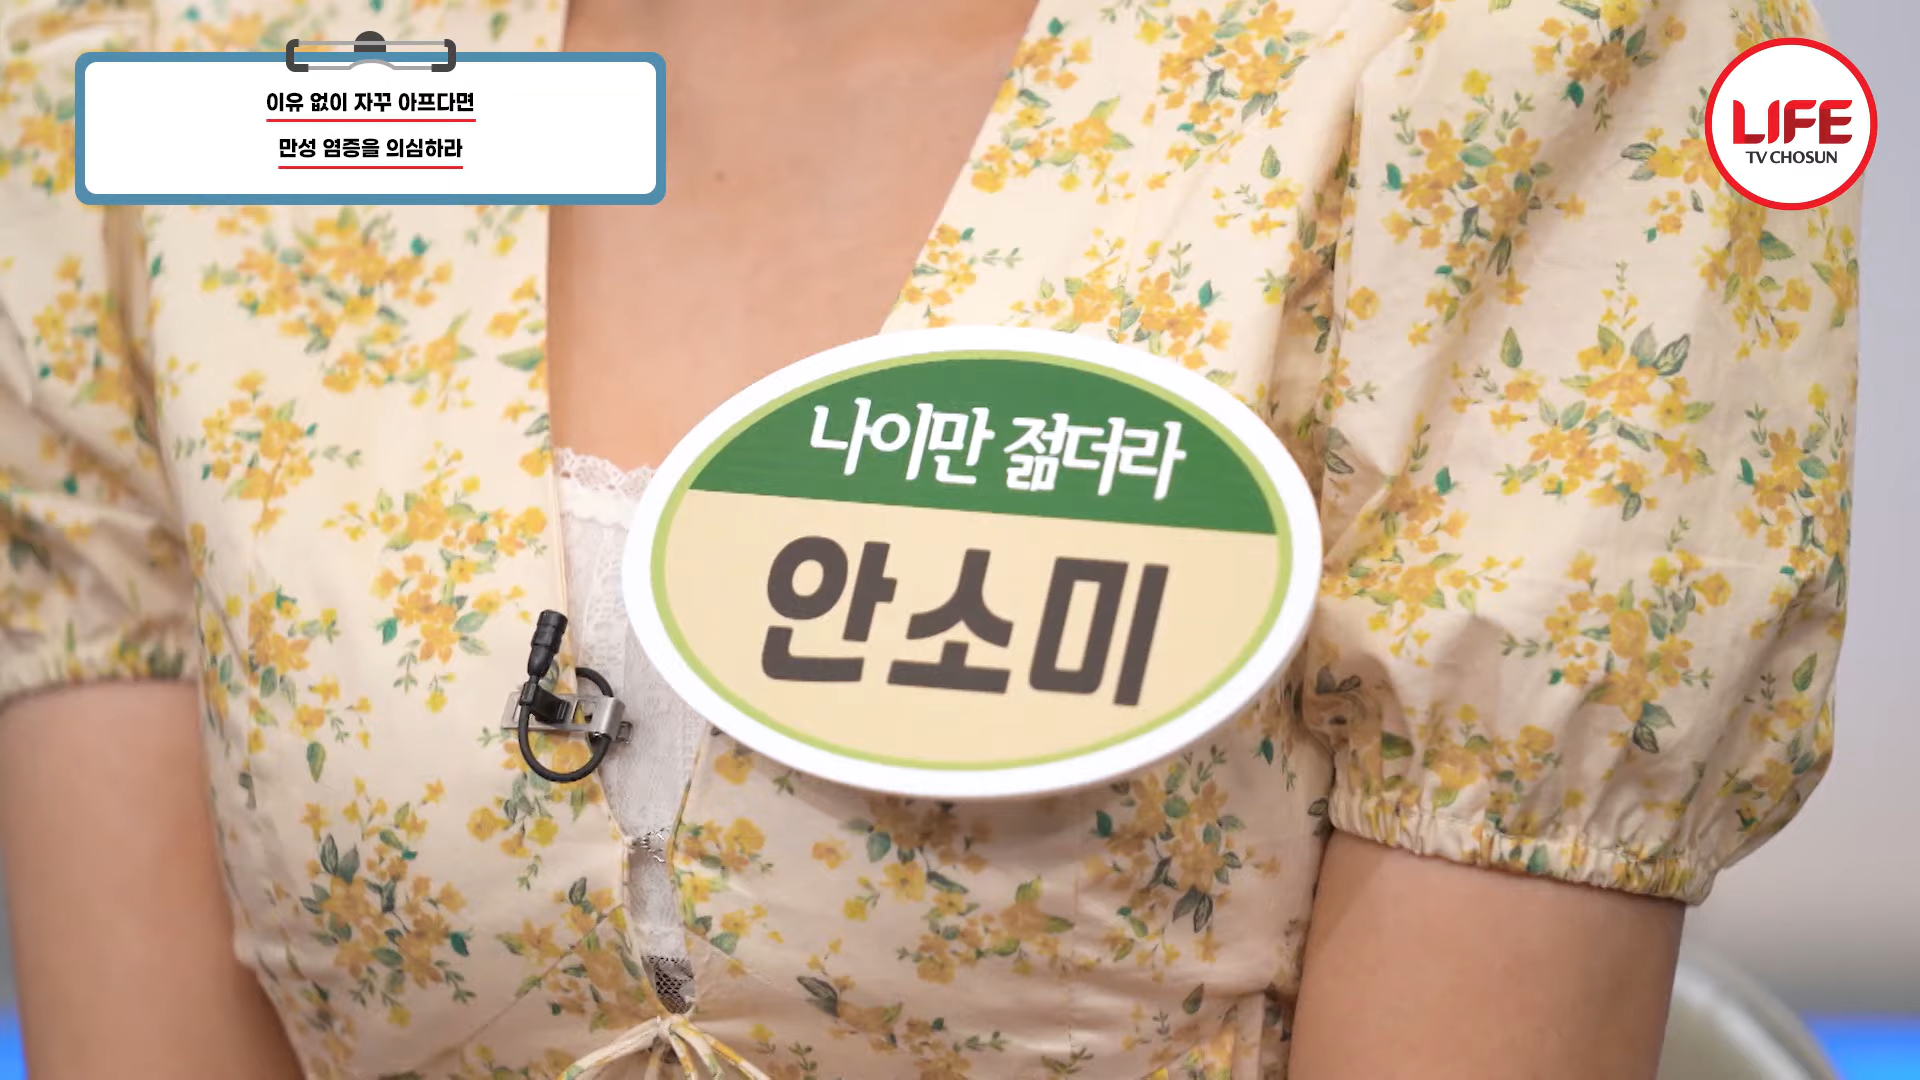 이유 없이 자꾸 아프다면
만성 염증을 의심하라
LIFE
TV CHOSUN
나이만 젊더라
안소미